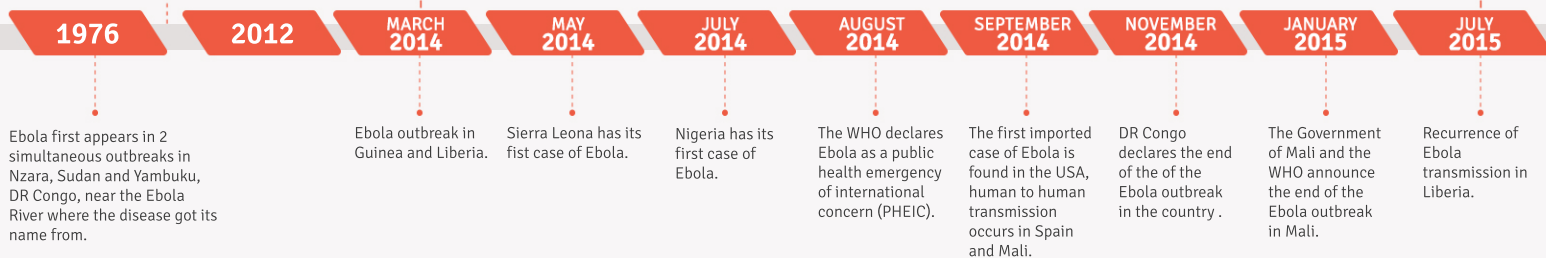 1976
2012
MARCH
2014
MAY
2014
JULY
2014
AUGUST
2014
SEPTEMBER
2014
NOVEMBER
2014
JANUARY
2015
JULY
2015
Ebola first appears in 2
simultaneous outbreaks in
Nzara, Sudan and Yambuku,
DR Congo, near the Ebola
River where the disease got its
name from.
Ebola outbreak in
Guinea and Liberia.
Sierra Leona has its
fist case of Ebola.
Nigeria has its
first case of
Ebola.
The WHO declares
Ebola as a public
health emergency
of international
concern (PHEIC).
The first imported
case of Ebola is
found in the USA,
human to human
transmission
occurs in Spain
and Mali.
DR Congo
declares the end
of the of the
Ebola outbreak
in the country .
The Government
of Mali and the
WHO announce
the end of the
Ebola outbreak
in Mali.
Recurrence of
Ebola
transmission in
Liberia.